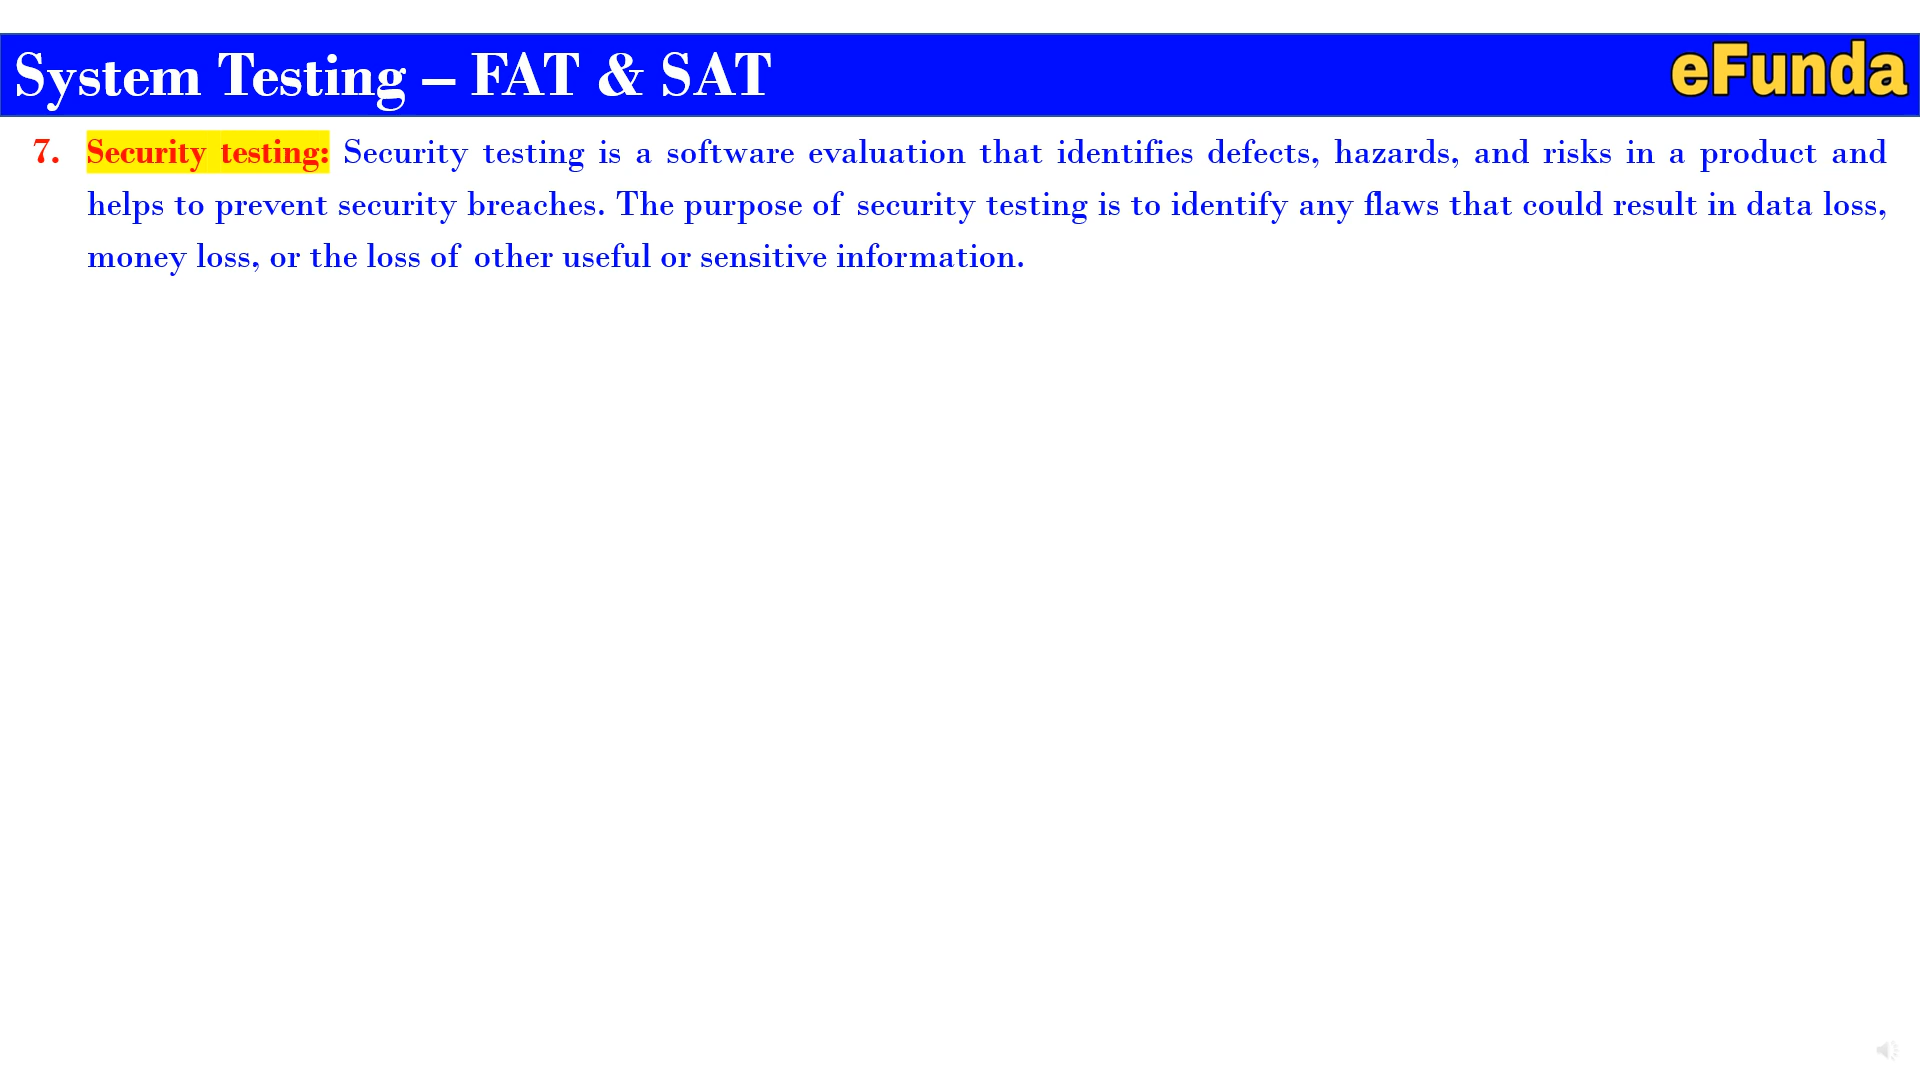 System Testing – FAT & SAT
eFunda
7. Security testing: Security testing is a software evaluation that identifies defects, hazards, and risks in a product and
helps to prevent security breaches. The purpose of security testing is to identify any flaws that could result in data loss,
money loss, or the loss of other useful or sensitive information.